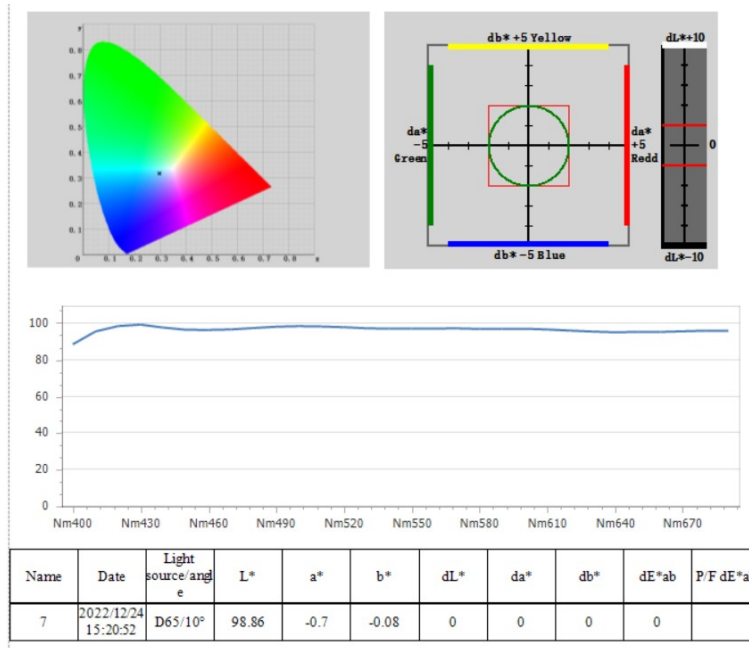 y
0.8
0.7
0.6
0.5
0.4
0.3
0.2
0.1
0 0.1 0.2 0.3 0.4 0.5 0.6 0.7 0.8 x
db* +5 Yellow
da*
-5
Green
da*
+5
Redd
db* -5 Blue
dL*+10
0
dL*-10
100
80
60
40
20
0
Nm400 Nm430 Nm460 Nm490 Nm520 Nm550 Nm580 Nm610 Nm640 Nm670
Name Date Light source/angl e L* a* b* dL* da* db* dE*ab P/F dE*a
7 2022/12/24 15:20:52 D65/10° 98.86 -0.7 -0.08 0 0 0 0